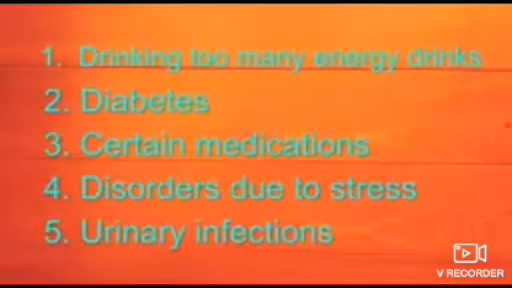 1. Drinking too many energy drinks
2. Diabetes
3. Certain medications
4. Disorders due to stress
5. Urinary infections
V RECORDER